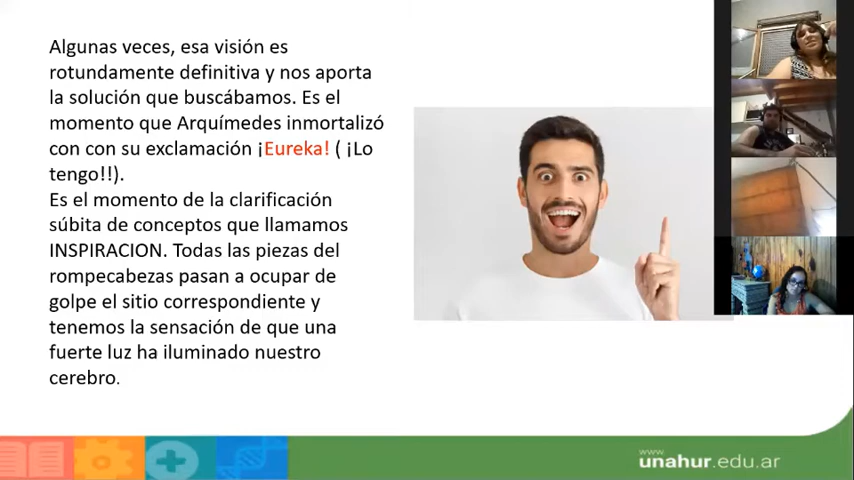 Algunas veces, esa visión es
rotundamente definitiva y nos aporta
la solución que buscábamos. Es el
momento que Arquímedes inmortalizó
con con su exclamación ¡Eureka! ( ¡Lo
tengo!!).
Es el momento de la clarificación
súbita de conceptos que llamamos
INSPIRACION. Todas las piezas del
rompecabezas pasan a ocupar de
golpe el sitio correspondiente y
tenemos la sensación de que una
fuerte luz ha iluminado nuestro
cerebro.
www
unahur.edu.ar